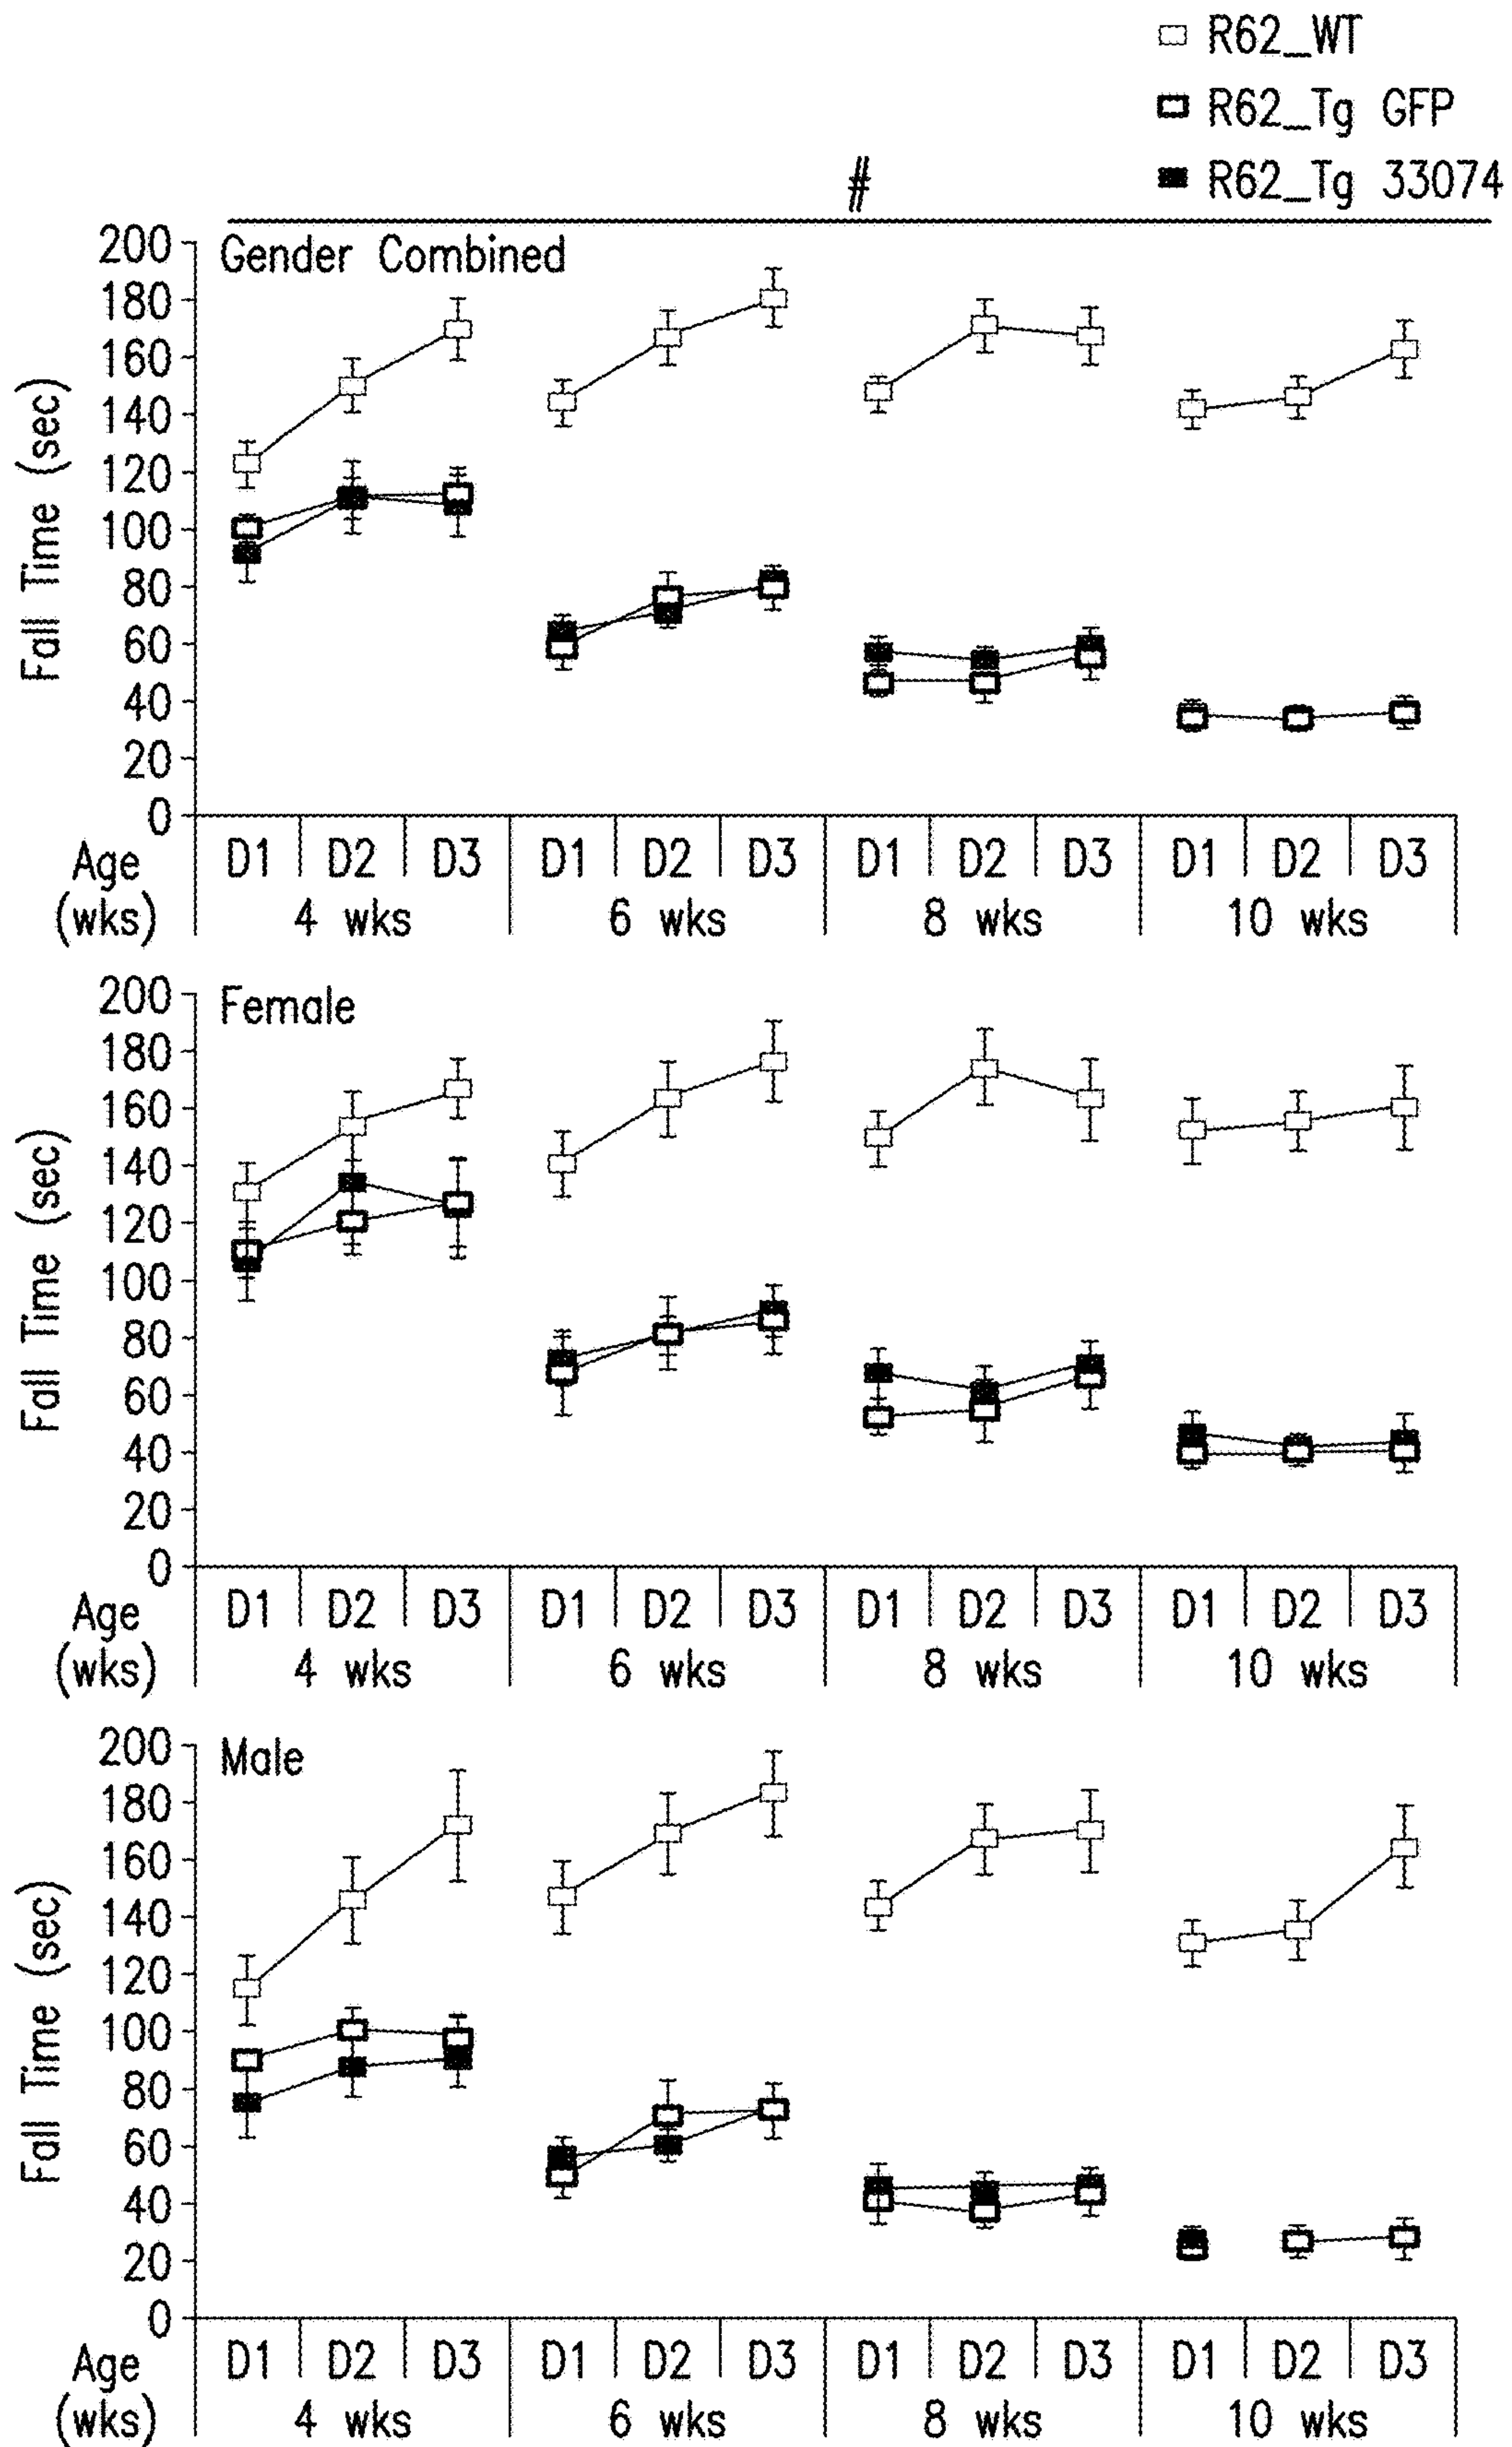 R62_WT
R62_Tg GFP
R62_Tg 33074
#
Gender Combined
200
180
160
140
120
100
80
60
40
20
0
Fall Time (sec)
Age (wks)
D1 D2 D3 D1 D2 D3 D1 D2 D3 D1 D2 D3
4 wks 6 wks 8 wks 10 wks
Female
200
180
160
140
120
100
80
60
40
20
0
Fall Time (sec)
Age (wks)
D1 D2 D3 D1 D2 D3 D1 D2 D3 D1 D2 D3
4 wks 6 wks 8 wks 10 wks
Male
200
180
160
140
120
100
80
60
40
20
0
Fall Time (sec)
Age (wks)
D1 D2 D3 D1 D2 D3 D1 D2 D3 D1 D2 D3
4 wks 6 wks 8 wks 10 wks